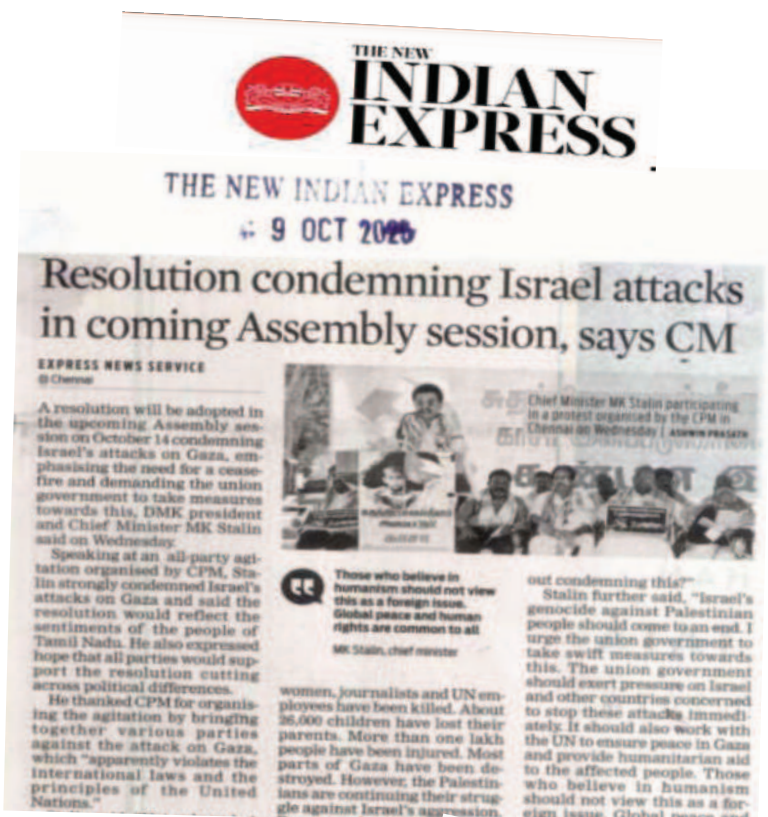 THE NEW
INDIAN
EXPRESS
THE NEW INDIAN EXPRESS
9 OCT 2025
Resolution condemning Israel attacks
in coming Assembly session, says CM
EXPRESS NEWS SERVICE
@ Chennai
A resolution will be adopted in
the upcoming Assembly ses-
sion on October 14 condemning
Israel's attacks on Gaza, em-
phasising the need for a cease-
fire and demanding the union
government to take measures
towards this, DMK president
and Chief Minister MK Stalin
said on Wednesday.
Speaking at an all-party agi-
tation organised by CPM, Sta-
lin strongly condemned Israel's
attacks on Gaza and said the
resolution would reflect the
sentiments of the people of
Tamil Nadu. He also expressed
hope that all parties would sup-
port the resolution cutting
across political differences.
He thanked CPM for organis-
ing the agitation by bringing
together various parties
against the attack on Gaza,
which "apparently violates the
international laws and the
principles of the United
Nations."
Chief Minister MK Stalin participating
in a protest organised by the CPM in
Chennai on Wednesday | ASHWIN PRASATH
Those who believe in
humanism should not view
this as a foreign issue.
Global peace and human
rights are common to all
MK Stalin, chief minister
women, journalists and UN em-
ployees have been killed. About
26,000 children have lost their
parents. More than one lakh
people have been injured. Most
parts of Gaza have been de-
stroyed. However, the Palestin-
ians are continuing their strug-
gle against Israel's aggression.
out condemning this?"
Stalin further said, "Israel's
genocide against Palestinian
people should come to an end. I
urge the union government to
take swift measures towards
this. The union government
should exert pressure on Israel
and other countries concerned
to stop these attacks immedi-
ately. It should also work with
the UN to ensure peace in Gaza
and provide humanitarian aid
to the affected people. Those
who believe in humanism
should not view this as a for-
eign issue. Global peace and